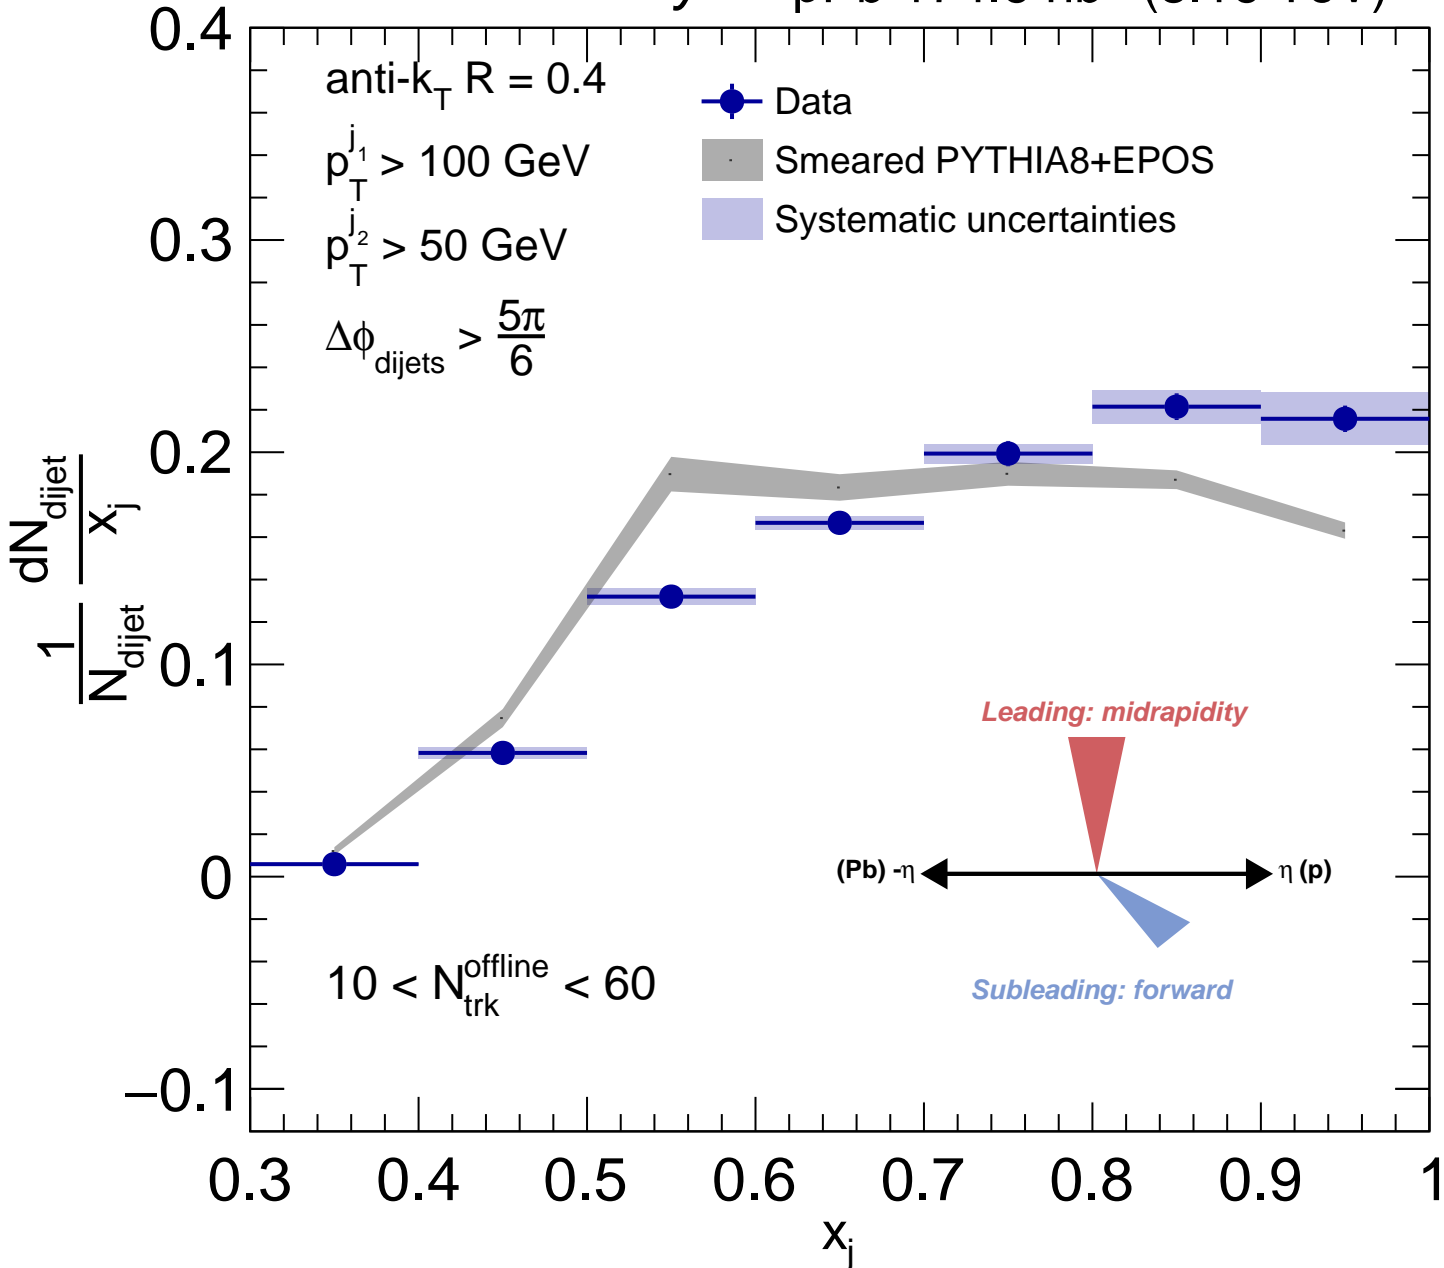 0.4
0.3
0.2
0.1
0
−0.1
0.3 0.4 0.5 0.6 0.7 0.8 0.9 1
x_j
1/N_dijet dN_dijet/x_j
anti-k_T R = 0.4
p_T^{j_1} > 100 GeV
p_T^{j_2} > 50 GeV
Δϕ_dijets > 5π/6
Data
Smeared PYTHIA8+EPOS
Systematic uncertainties
Leading: midrapidity
(Pb) -η
η (p)
Subleading: forward
10 < N_trk^offline < 60